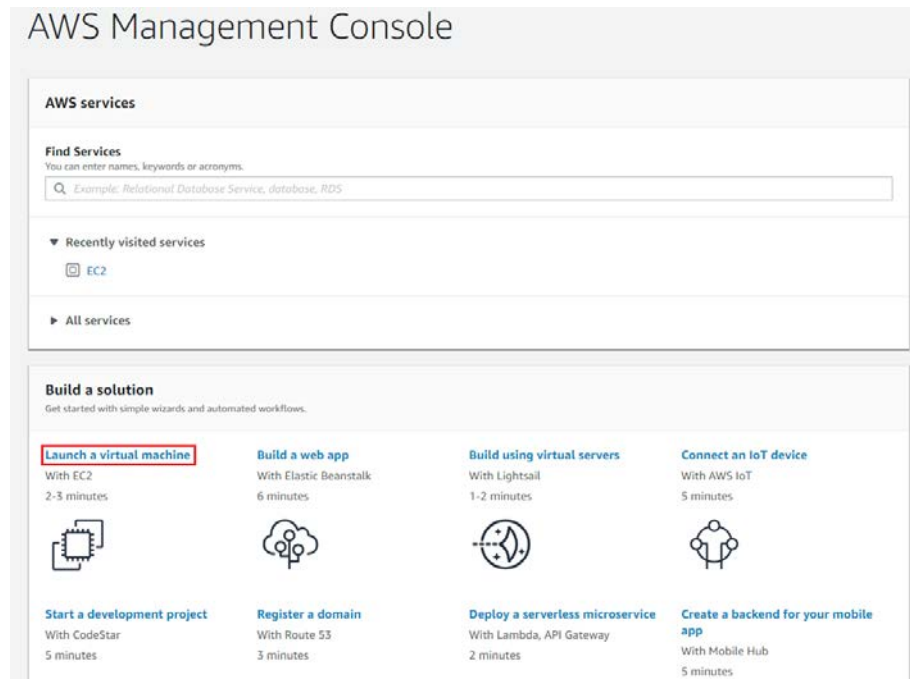 AWS Management Console
AWS services
Find Services
You can enter names, keywords or acronyms.
Example: Relational Database Service, database, RDS
Recently visited services
EC2
All services
Build a solution
Get started with simple wizards and automated workflows.
Launch a virtual machine
With EC2
2-3 minutes
Build a web app
With Elastic Beanstalk
6 minutes
Build using virtual servers
With Lightsail
1-2 minutes
Connect an IoT device
With AWS IoT
5 minutes
Start a development project
With CodeStar
5 minutes
Register a domain
With Route 53
3 minutes
Deploy a serverless microservice
With Lambda, API Gateway
2 minutes
Create a backend for your mobile
app
With Mobile Hub
5 minutes